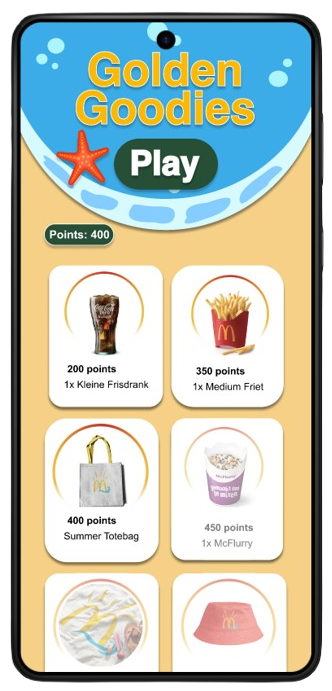 Golden
Goodies
Play
Points: 400
200 points
1x Kleine Frisdrank
350 points
1x Medium Friet
400 points
Summer Totebag
450 points
1x McFlurry